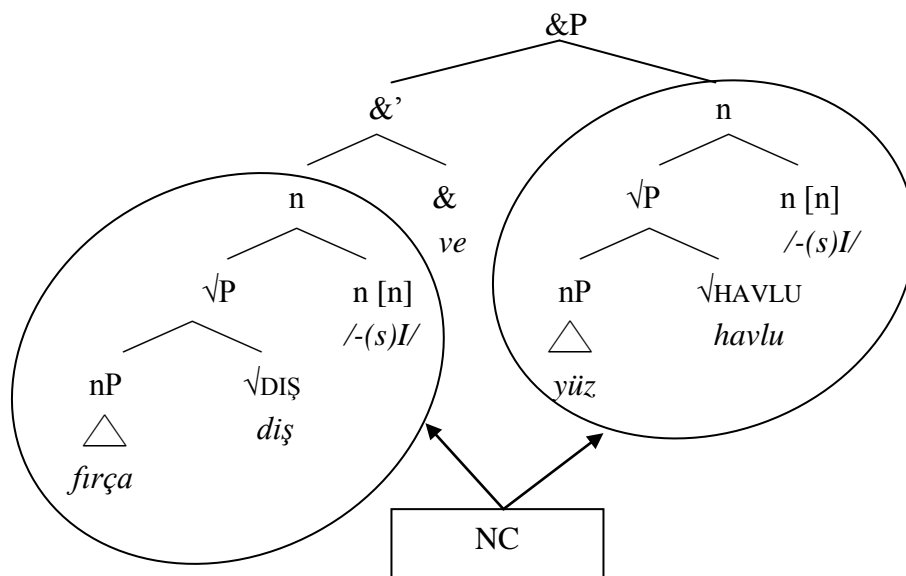 &P
&’ n
n & √P n [n]
ve /-(s)I/
√P n [n] nP √HAVLU
/-(s)I/ havlu
nP √DIŞ yüz
diş
fırça
NC